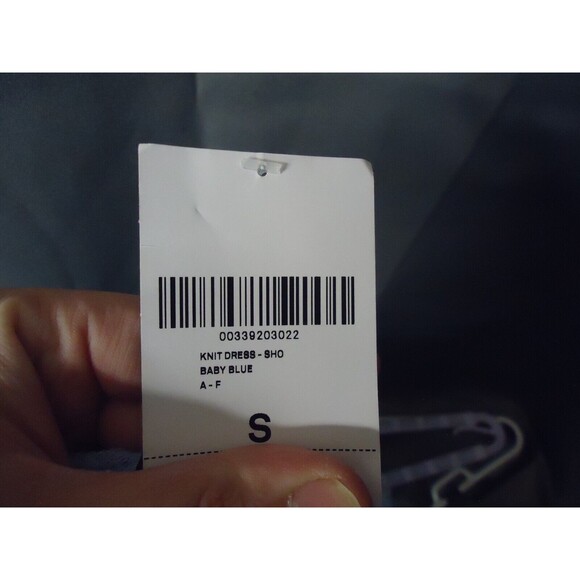 00339203022
KNIT DRESS - SHO
BABY BLUE
A - F
S